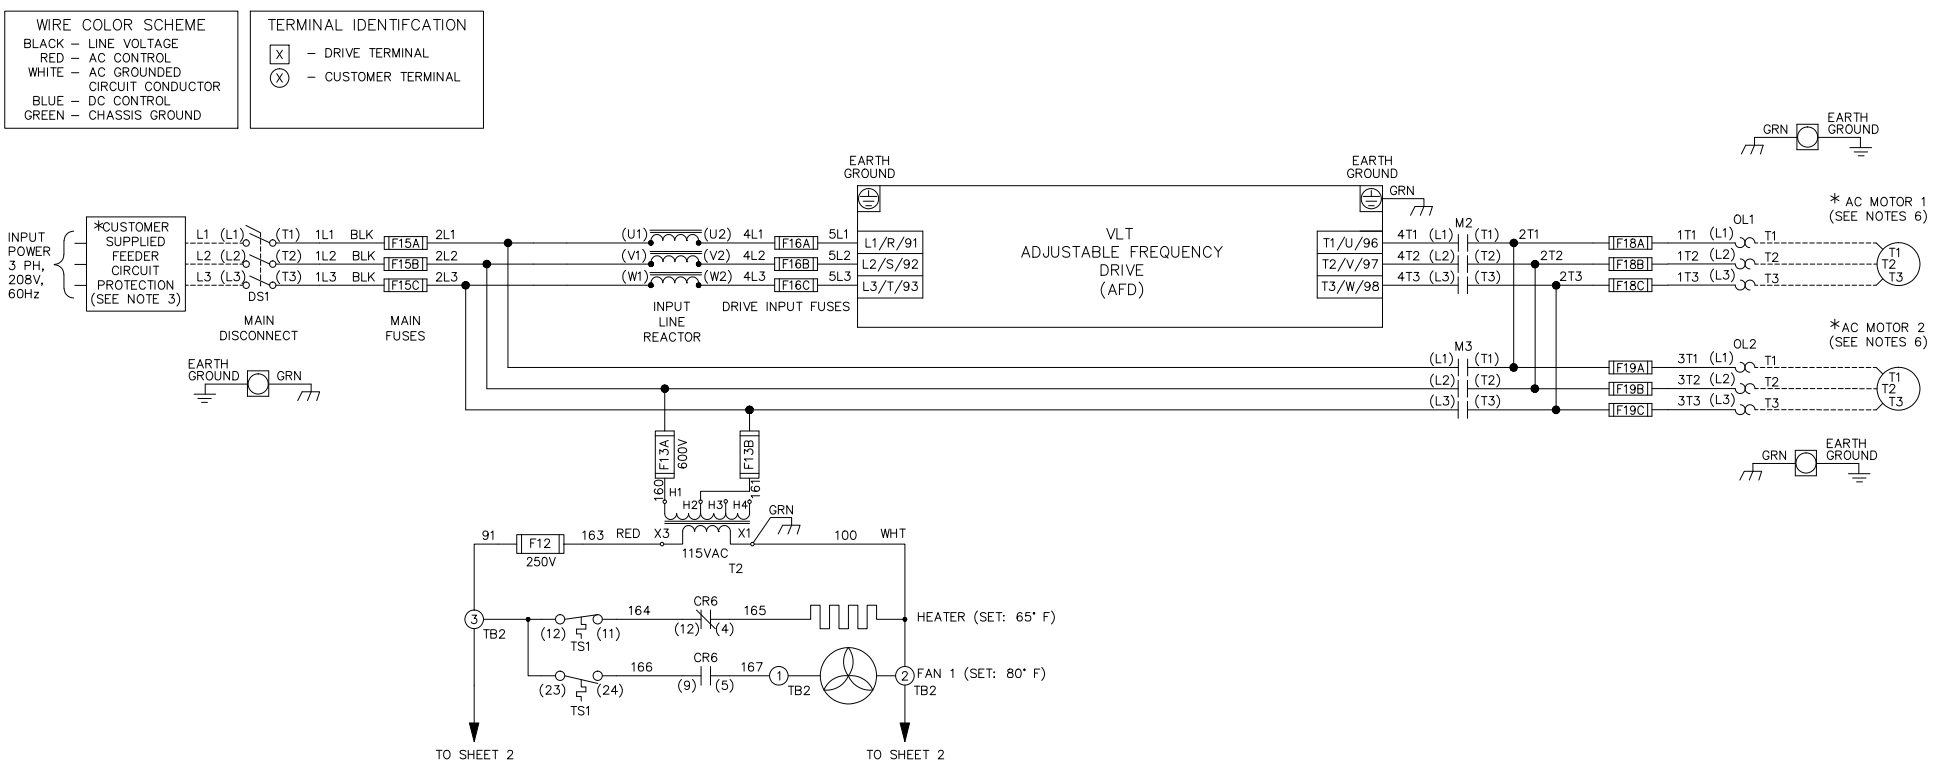 WIRE COLOR SCHEME
BLACK – LINE VOLTAGE
RED – AC CONTROL
WHITE – AC GROUNDED
CIRCUIT CONDUCTOR
BLUE – DC CONTROL
GREEN – CHASSIS GROUND
TERMINAL IDENTIFCATION
X – DRIVE TERMINAL
X – CUSTOMER TERMINAL
INPUT
POWER
3 PH,
208V,
60Hz
*CUSTOMER
SUPPLIED
FEEDER
CIRCUIT
PROTECTION
(SEE NOTE 3)
L1 (L1) (T1) 1L1 BLK F15A 2L1
L2 (L2) (T2) 1L2 BLK F15B 2L2
L3 (L3) (T3) 1L3 BLK F15C 2L3
DS1
MAIN
DISCONNECT
MAIN
FUSES
EARTH
GROUND
GRN
(U1) (U2) 4L1 F16A 5L1
(V1) (V2) 4L2 F16B 5L2
(W1) (W2) 4L3 F16C 5L3
INPUT
LINE
REACTOR
DRIVE INPUT FUSES
EARTH
GROUND
L1/R/91
L2/S/92
L3/T/93
VLT
ADJUSTABLE FREQUENCY
DRIVE
(AFD)
EARTH
GROUND
GRN
T1/U/96
T2/V/97
T3/W/98
M2
4T1 (L1) (T1) 2T1 F18A 1T1 (L1) T1
4T2 (L2) (T2) 2T2 F18B 1T2 (L2) T2
4T3 (L3) (T3) 2T3 F18C 1T3 (L3) T3
OL1
GRN
EARTH
GROUND
* AC MOTOR 1
(SEE NOTES 6)
T1
T2
T3
M3
(L1) (T1) F19A 3T1 (L1) T1
(L2) (T2) F19B 3T2 (L2) T2
(L3) (T3) F19C 3T3 (L3) T3
OL2
*AC MOTOR 2
(SEE NOTES 6)
T1
T2
T3
GRN
EARTH
GROUND
F13A
600V
F13B
160
161
H1
H2 H3 H4
GRN
91 F12 163 RED X3 X1 100 WHT
250V
115VAC
T2
3
TB2
(12) (11) 164 CR6 165
TS1
(12) (4)
HEATER (SET: 65° F)
(23) (24) 166 CR6 167 1
TS1
(9) (5)
TB2
2
TB2
FAN 1 (SET: 80° F)
TO SHEET 2
TO SHEET 2